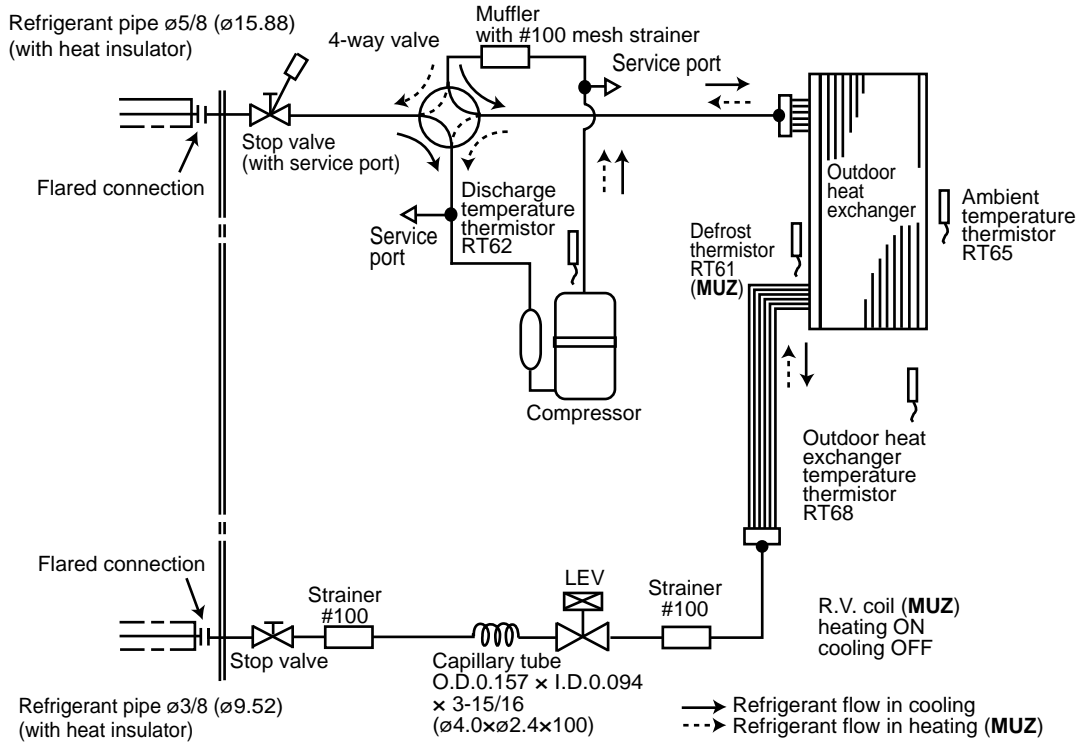 Refrigerant pipe ø5/8 (ø15.88)
(with heat insulator)
Muffler
with #100 mesh strainer
4-way valve
Service port
Stop valve
(with service port)
Flared connection
Discharge
temperature
thermistor
RT62
Service
port
Outdoor
heat
exchanger
Ambient
temperature
thermistor
RT65
Defrost
thermistor
RT61
(MUZ)
Compressor
Outdoor heat
exchanger
temperature
thermistor
RT68
Flared connection
Strainer
#100
LEV
Strainer
#100
R.V. coil (MUZ)
heating ON
cooling OFF
Stop valve
Capillary tube
O.D.0.157 × I.D.0.094
× 3-15/16
(ø4.0×ø2.4×100)
Refrigerant pipe ø3/8 (ø9.52)
(with heat insulator)
Refrigerant flow in cooling
Refrigerant flow in heating (MUZ)